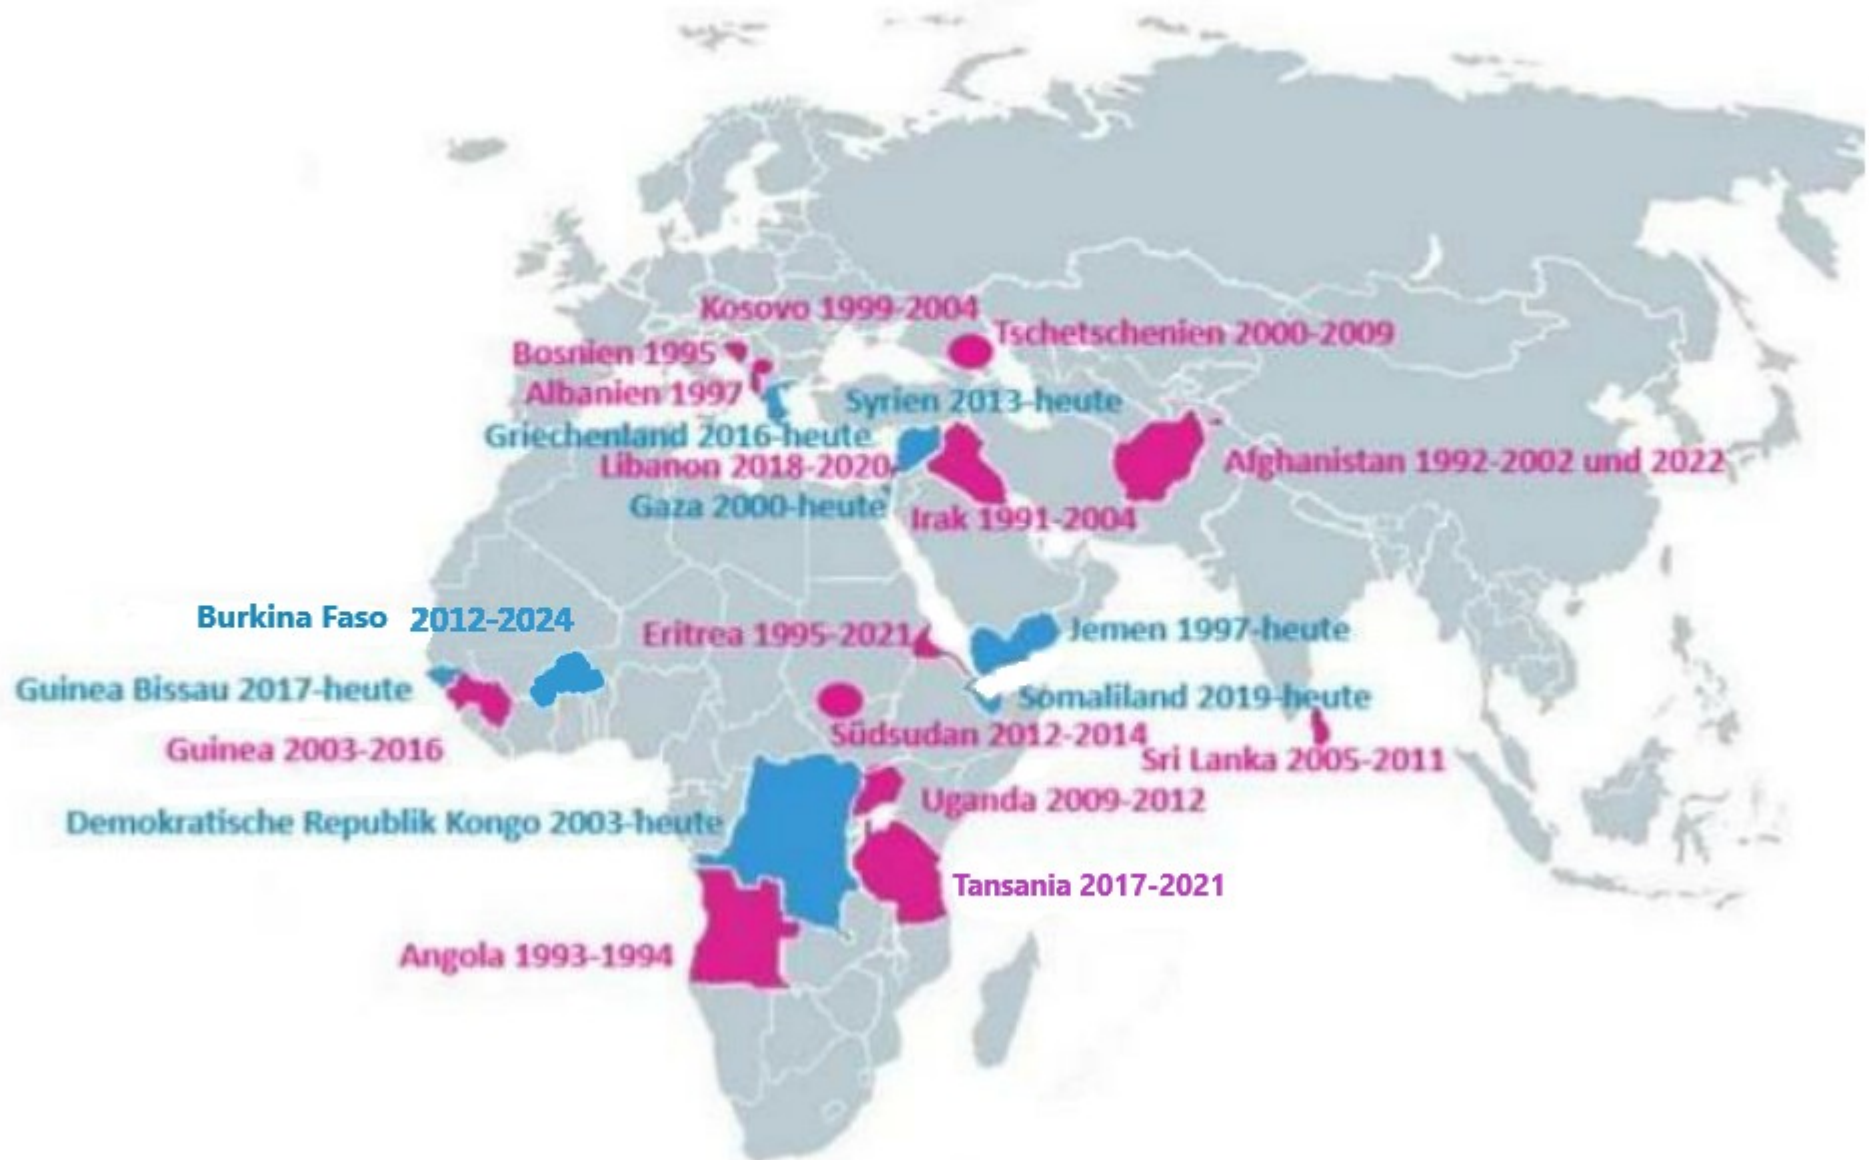 Kosovo 1999-2004
Tschetschenien 2000-2009
Bosnien 1995
Albanien 1997
Syrien 2013-heute
Griechenland 2016-heute
Libanon 2018-2020
Afghanistan 1992-2002 und 2022
Gaza 2000-heute
Irak 1991-2004
Burkina Faso 2012-2024
Eritrea 1995-2021
Jemen 1997-heute
Guinea Bissau 2017-heute
Somaliland 2019-heute
Südsudan 2012-2014
Guinea 2003-2016
Sri Lanka 2005-2011
Uganda 2009-2012
Demokratische Republik Kongo 2003-heute
Tansania 2017-2021
Angola 1993-1994